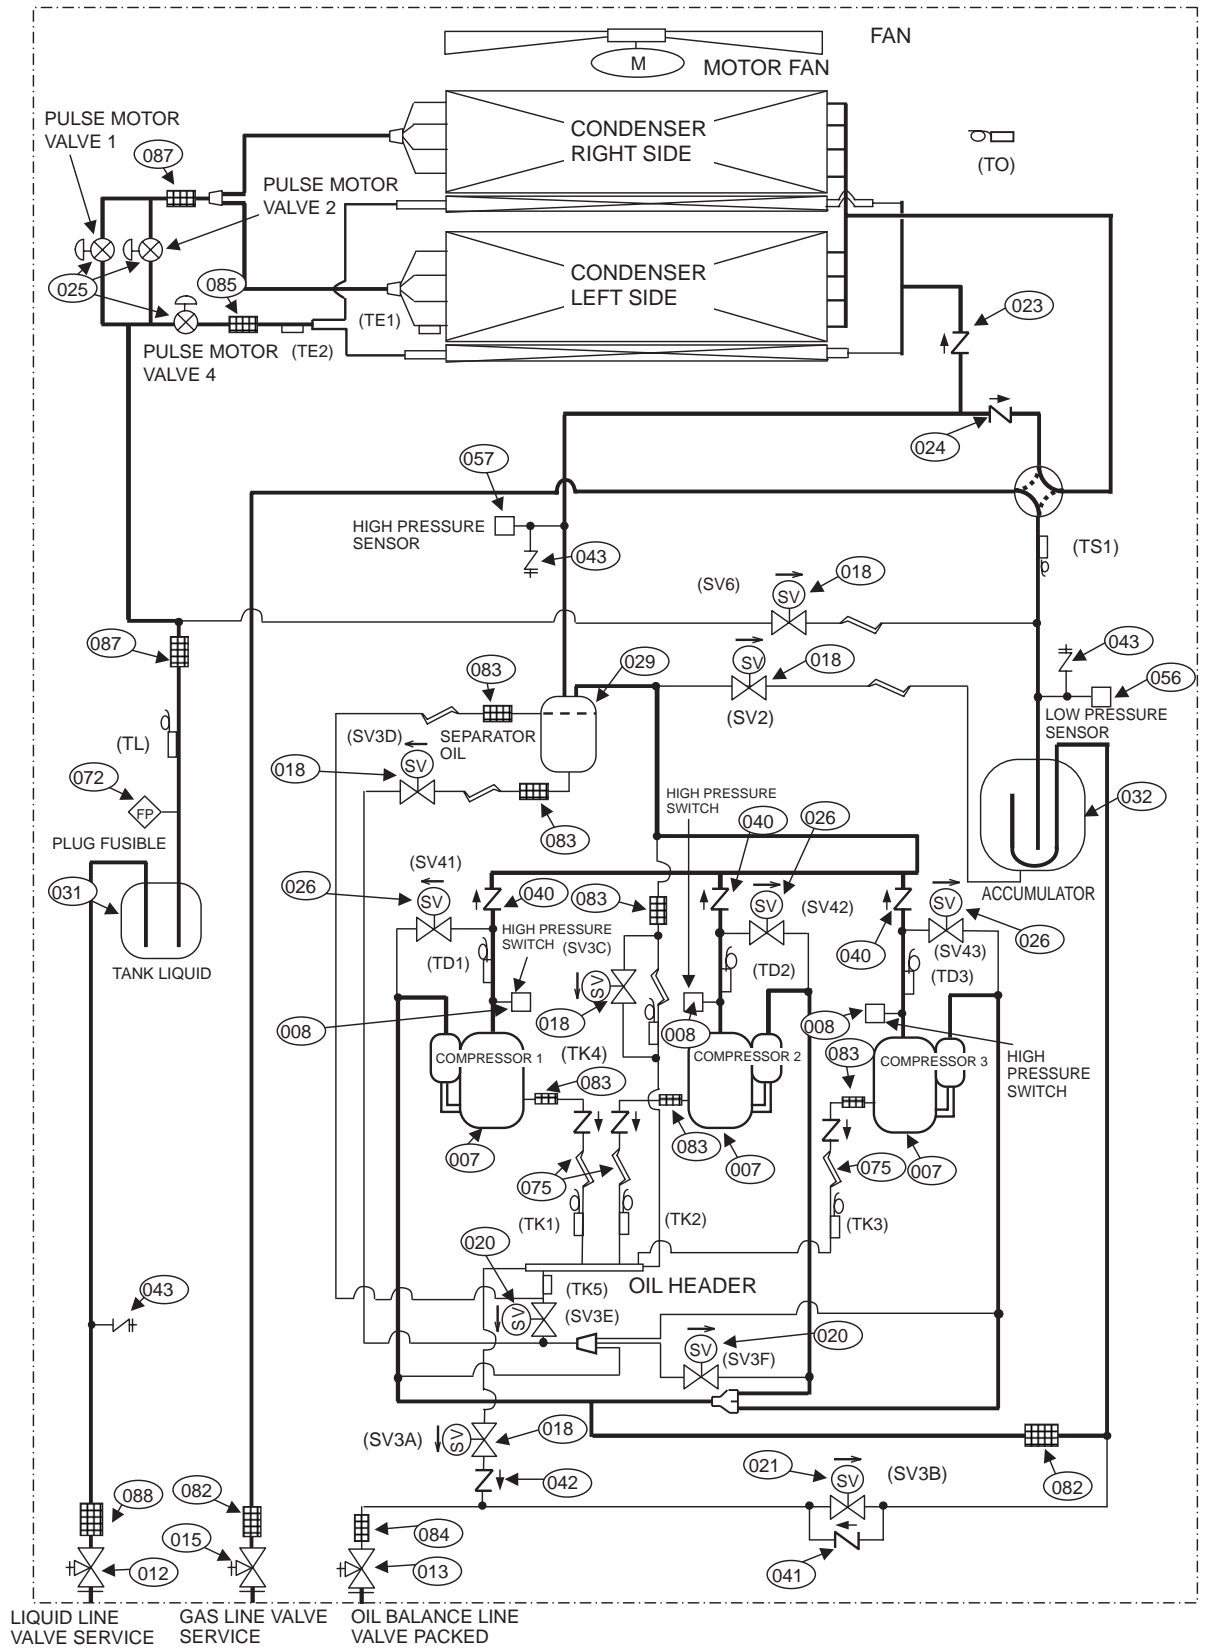 FAN
M
MOTOR FAN
PULSE MOTOR
VALVE 1
087
CONDENSER
RIGHT SIDE
(TO)
PULSE MOTOR
VALVE 2
025
085
CONDENSER
LEFT SIDE
(TE1)
023
PULSE MOTOR
VALVE 4
(TE2)
024
057
HIGH PRESSURE
SENSOR
043
(TS1)
(SV6)
SV
018
087
083
029
SV
018
043
056
(SV2)
LOW PRESSURE
SENSOR
(TL)
(SV3D)
SEPARATOR
OIL
018
SV
072
FP
HIGH PRESSURE
SWITCH
032
083
040
026
PLUG FUSIBLE
(SV41)
031
026
SV
040
083
SV
(SV42)
SV
ACCUMULATOR
HIGH PRESSURE
SWITCH
(SV3C)
040
026
(SV43)
TANK LIQUID
(TD1)
(TD2)
(TD3)
SV
018
008
008
008
COMPRESSOR 1
(TK4)
COMPRESSOR 2
COMPRESSOR 3
083
HIGH
PRESSURE
SWITCH
083
083
007
007
007
075
075
(TK1)
(TK2)
(TK3)
020
(TK5)
OIL HEADER
043
SV
(SV3E)
020
SV
(SV3F)
(SV3A)
SV
018
021
SV
(SV3B)
042
082
088
082
084
015
012
013
041
LIQUID LINE
VALVE SERVICE
GAS LINE VALVE
SERVICE
OIL BALANCE LINE
VALVE PACKED